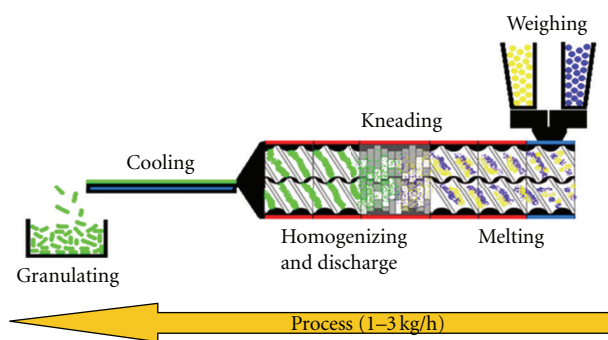 Weighing
Kneading
Cooling
Homogenizing
and discharge
Melting
Granulating
Process (1–3 kg/h)